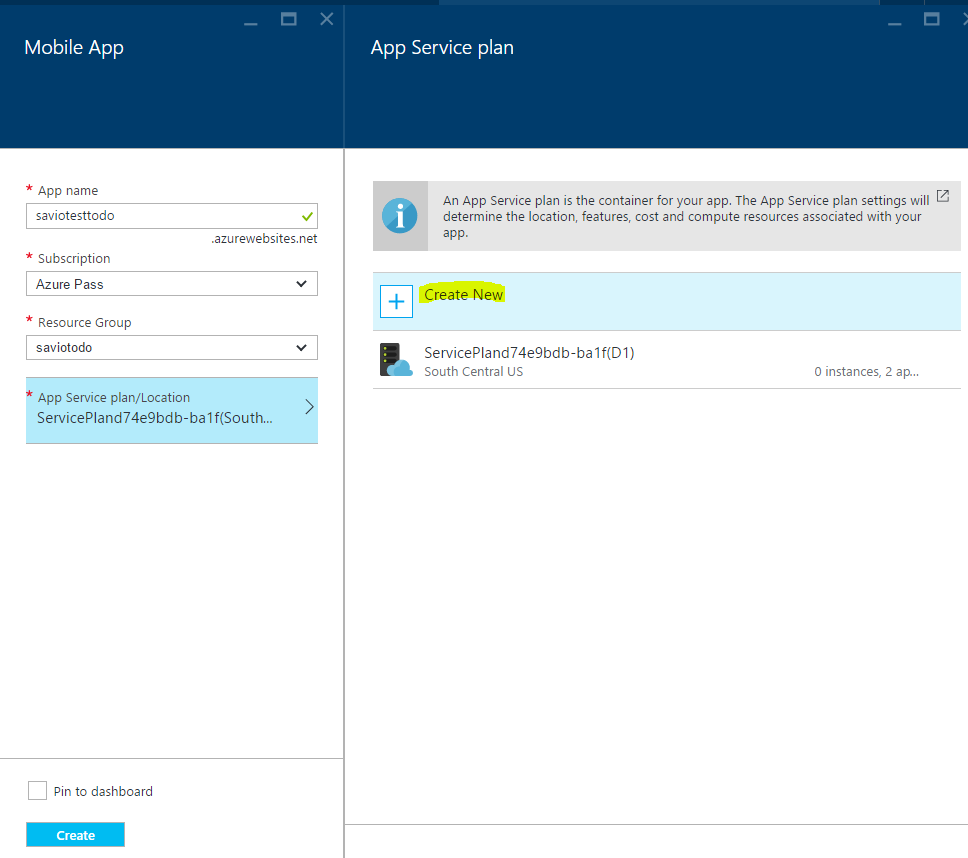 Mobile App
* App name
saviotesttodo
.azurewebsites.net
* Subscription
Azure Pass
* Resource Group
saviotodo
* App Service plan/Location
ServicePland74e9bdb-ba1f(South...
Pin to dashboard
Create
App Service plan
An App Service plan is the container for your app. The App Service plan settings will
determine the location, features, cost and compute resources associated with your
app.
Create New
ServicePland74e9bdb-ba1f(D1)
South Central US
0 instances, 2 ap...